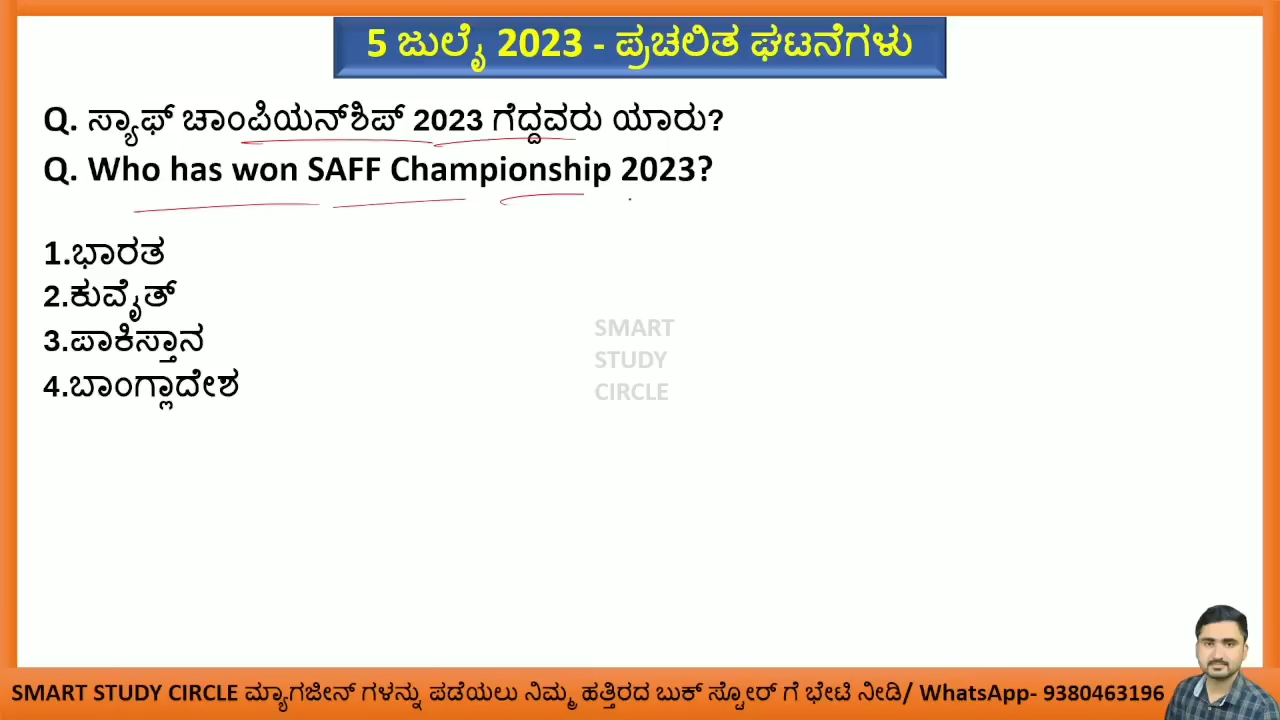 5 ಜುಲೈ 2023 - ಪ್ರಚಲಿತ ಘಟನೆಗಳು
Q. ಸ್ಯಾಫ್ ಚಾಂಪಿಯನ್‌ಶಿಪ್ 2023 ಗೆದ್ದವರು ಯಾರು?
Q. Who has won SAFF Championship 2023?
1.ಭಾರತ
2.ಕುವೈತ್
3.ಪಾಕಿಸ್ತಾನ
4.ಬಾಂಗ್ಲಾದೇಶ
SMART
STUDY
CIRCLE
SMART STUDY CIRCLE ಮ್ಯಾಗಜೀನ್ ಗಳನ್ನು ಪಡೆಯಲು ನಿಮ್ಮ ಹತ್ತಿರದ ಬುಕ್ ಸ್ಟೋರ್ ಗೆ ಭೇಟಿ ನೀಡಿ/ WhatsApp- 9380463196